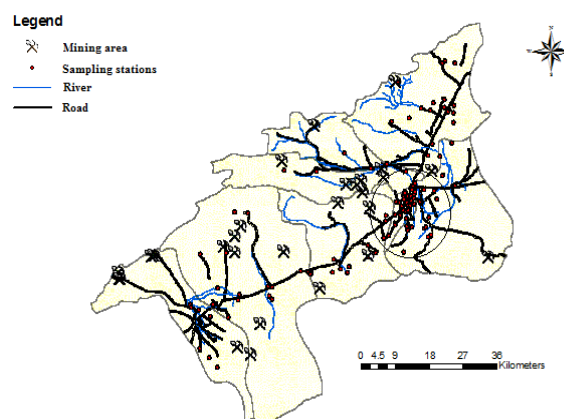 Legend
Mining area
Sampling stations
River
Road
0 4.5 9 18 27 36
Kilometers